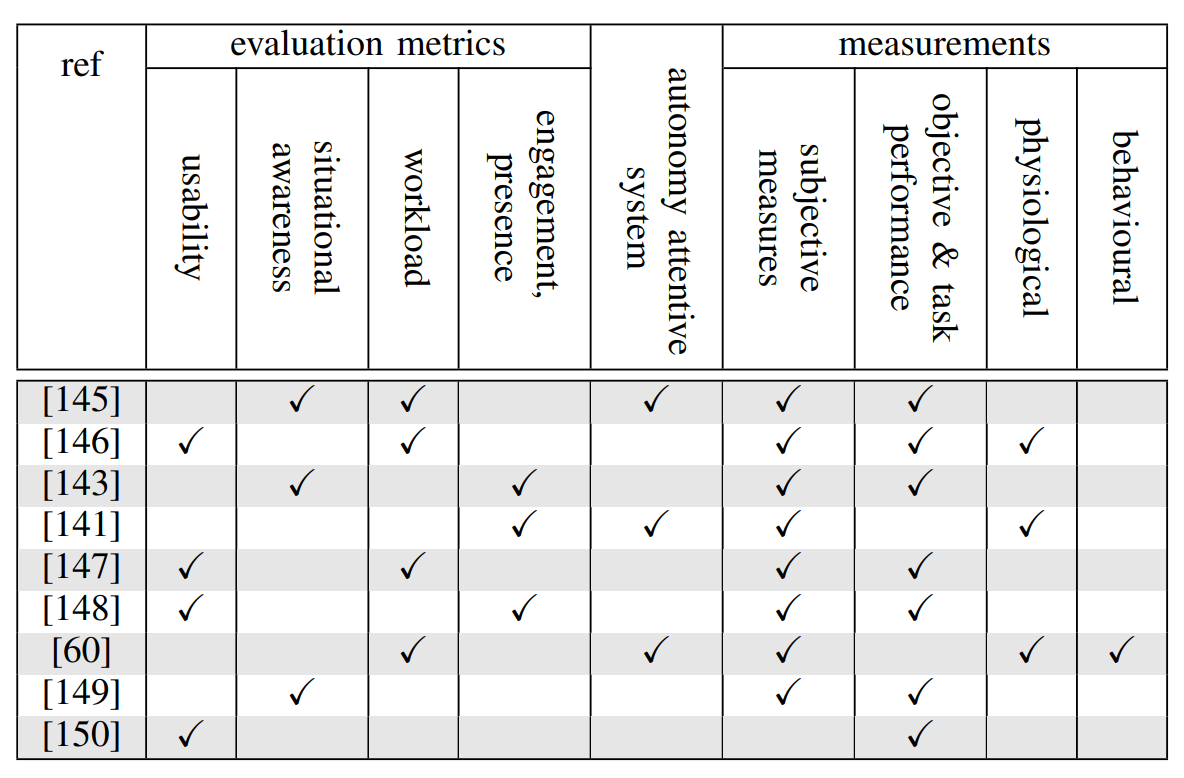 ref evaluation metrics measurements
usability
situational
awareness
workload
engagement,
presence
autonomy attentive
system
subjective
measures
objective & task
performance
physiological
behavioural
[145] ✓ ✓ ✓ ✓ ✓
[146] ✓ ✓ ✓ ✓ ✓
[143] ✓ ✓ ✓ ✓
[141] ✓ ✓ ✓ ✓
[147] ✓ ✓ ✓ ✓
[148] ✓ ✓ ✓ ✓
[60] ✓ ✓ ✓ ✓ ✓
[149] ✓ ✓ ✓
[150] ✓ ✓